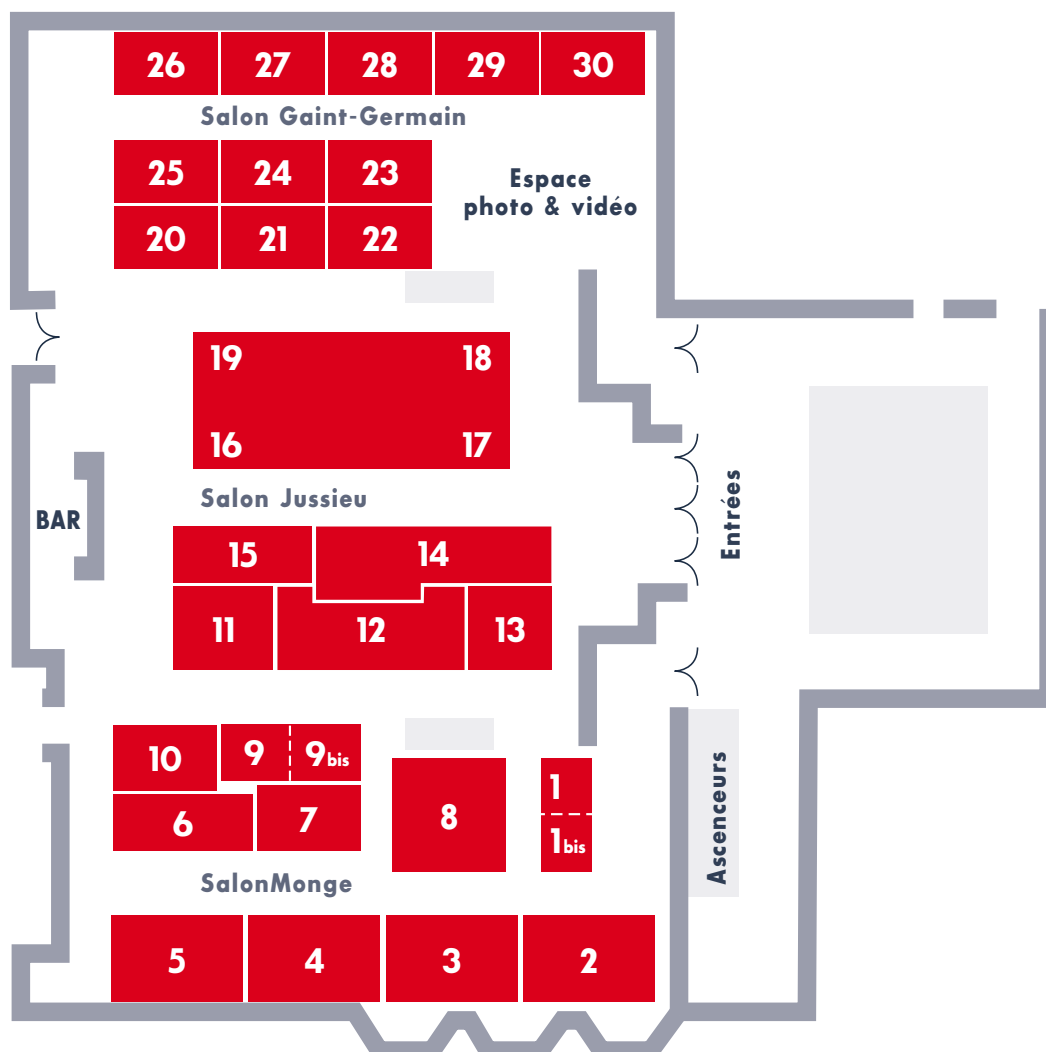 26 27 28 29 30
Salon Gaint-Germain
25 24 23
Espace
photo & vidéo
20 21 22
19 18
16 17
Salon Jussieu
BAR
Entrées
15 14
11 12 13
10 9 9bis
6 7
8
1
1bis
Ascenceurs
SalonMonge
5 4 3 2